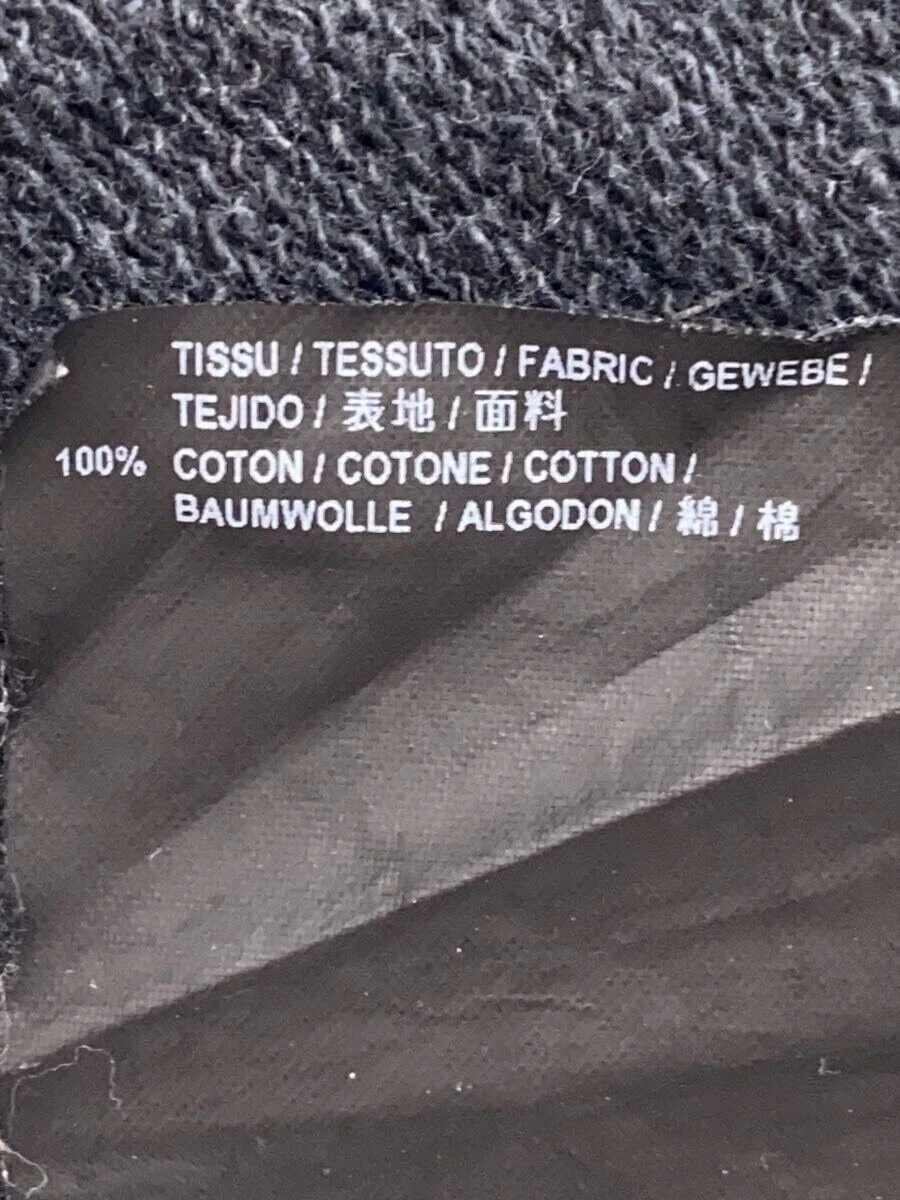 TISSU / TESSUTO / FABRIC / GEWEBE /
TEJIDO / 表地 / 面料
100% COTON / COTONE / COTTON /
BAUMWOLLE / ALGODON / 綿 / 棉